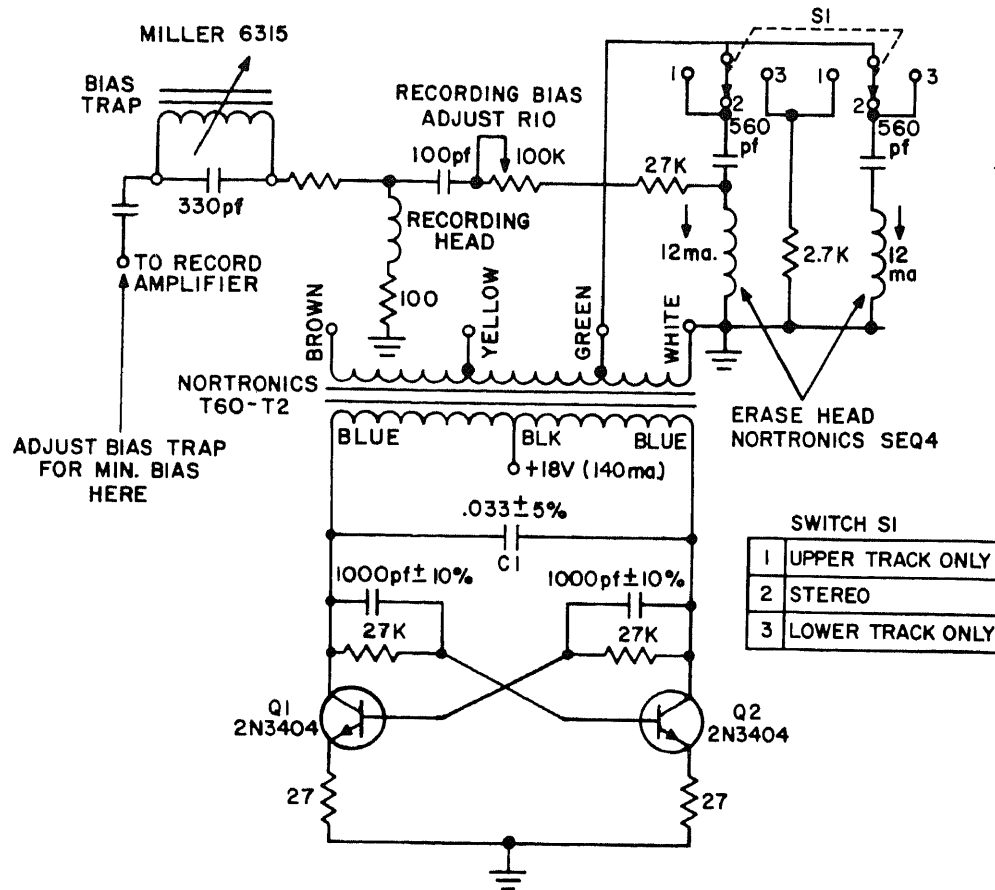 MILLER 6315
S1
BIAS
TRAP
RECORDING BIAS
ADJUST R10
1
2
3
1
2
3
560
pf
560
pf
100pf
100K
27K
330pf
RECORDING
HEAD
12ma.
2.7K
12
ma
TO RECORD
AMPLIFIER
100
BROWN
YELLOW
GREEN
WHITE
NORTRONICS
T60-T2
BLUE
BLK
BLUE
ERASE HEAD
NORTRONICS SEQ4
ADJUST BIAS TRAP
FOR MIN. BIAS
HERE
+18V (140ma.)
.033±5%
C1
SWITCH S1
1 UPPER TRACK ONLY
2 STEREO
3 LOWER TRACK ONLY
1000pf±10%
1000pf±10%
27K
27K
Q1
2N3404
Q2
2N3404
27
27